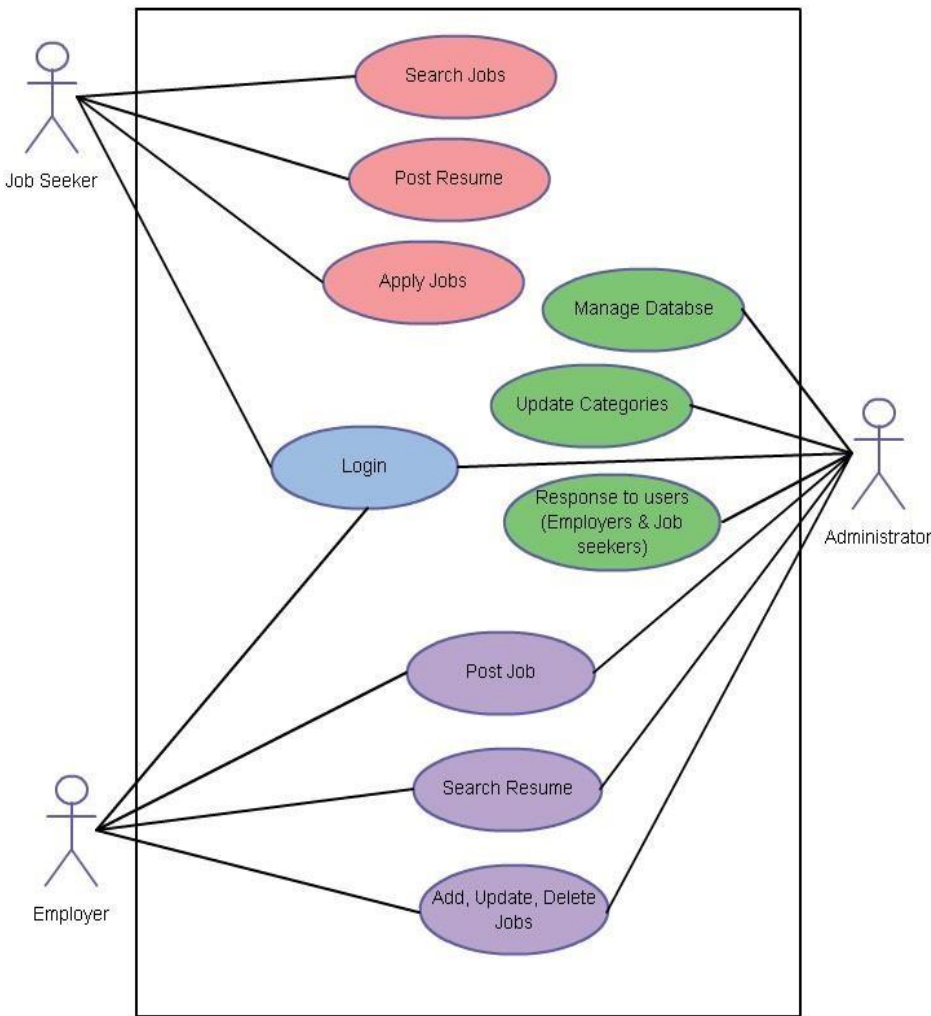 Search Jobs
Job Seeker
Post Resume
Apply Jobs
Manage Databse
Update Categories
Login
Response to users
(Employers & Job
seekers)
Administrator
Post Job
Search Resume
Add, Update, Delete
Jobs
Employer